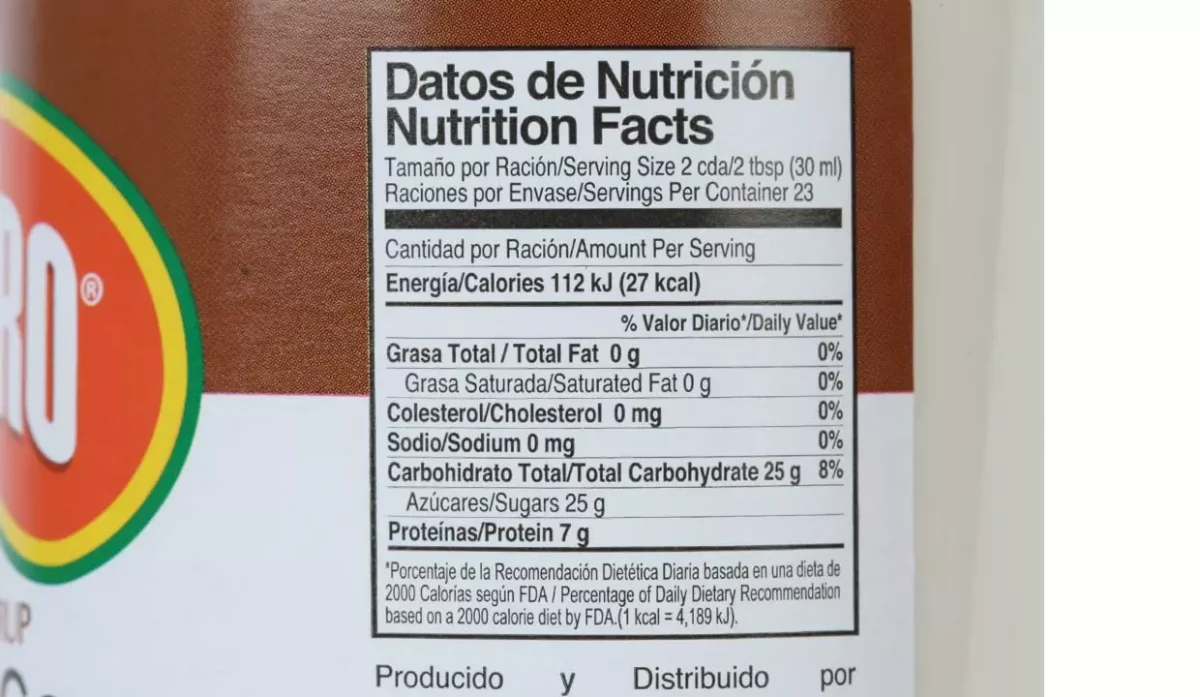 Datos de Nutrición
Nutrition Facts
Tamaño por Ración/Serving Size 2 cda/2 tbsp (30 ml)
Raciones por Envase/Servings Per Container 23
Cantidad por Ración/Amount Per Serving
Energía/Calories 112 kJ (27 kcal)
% Valor Diario*/Daily Value*
Grasa Total / Total Fat 0 g 0%
Grasa Saturada/Saturated Fat 0 g 0%
Colesterol/Cholesterol 0 mg 0%
RO®
Sodio/Sodium 0 mg 0%
Carbohidrato Total/Total Carbohydrate 25 g 8%
Azúcares/Sugars 25 g
Proteínas/Protein 7 g
*Porcentaje de la Recomendación Dietética Diaria basada en una dieta de
2000 Calorías según FDA / Percentage of Daily Dietary Recommendation
based on a 2000 calorie diet by FDA.(1 kcal = 4,189 kJ).
UP
Producido y Distribuido por